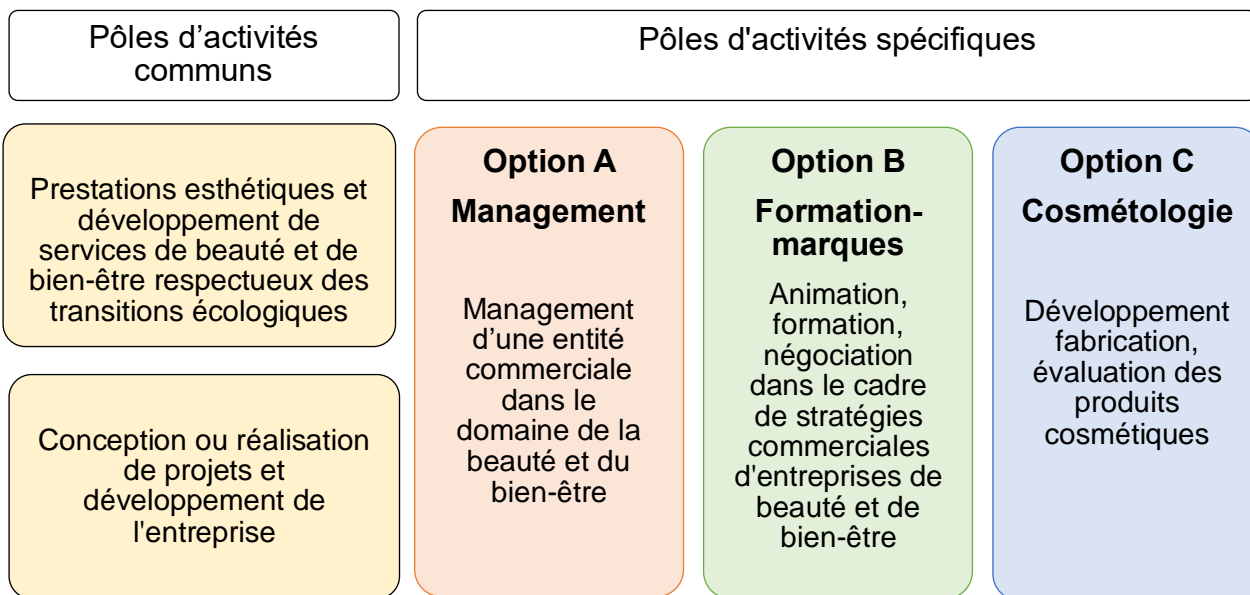 Pôles d’activités
communs
Pôles d'activités spécifiques
Prestations esthétiques et
développement de
services de beauté et de
bien-être respectueux des
transitions écologiques
Conception ou réalisation
de projets et
développement de
l'entreprise
Option A
Management
Management
d’une entité
commerciale
dans le
domaine de la
beauté et du
bien-être
Option B
Formation-
marques
Animation,
formation,
négociation
dans le cadre
de stratégies
commerciales
d'entreprises de
beauté et de
bien-être
Option C
Cosmétologie
Développement
fabrication,
évaluation des
produits
cosmétiques